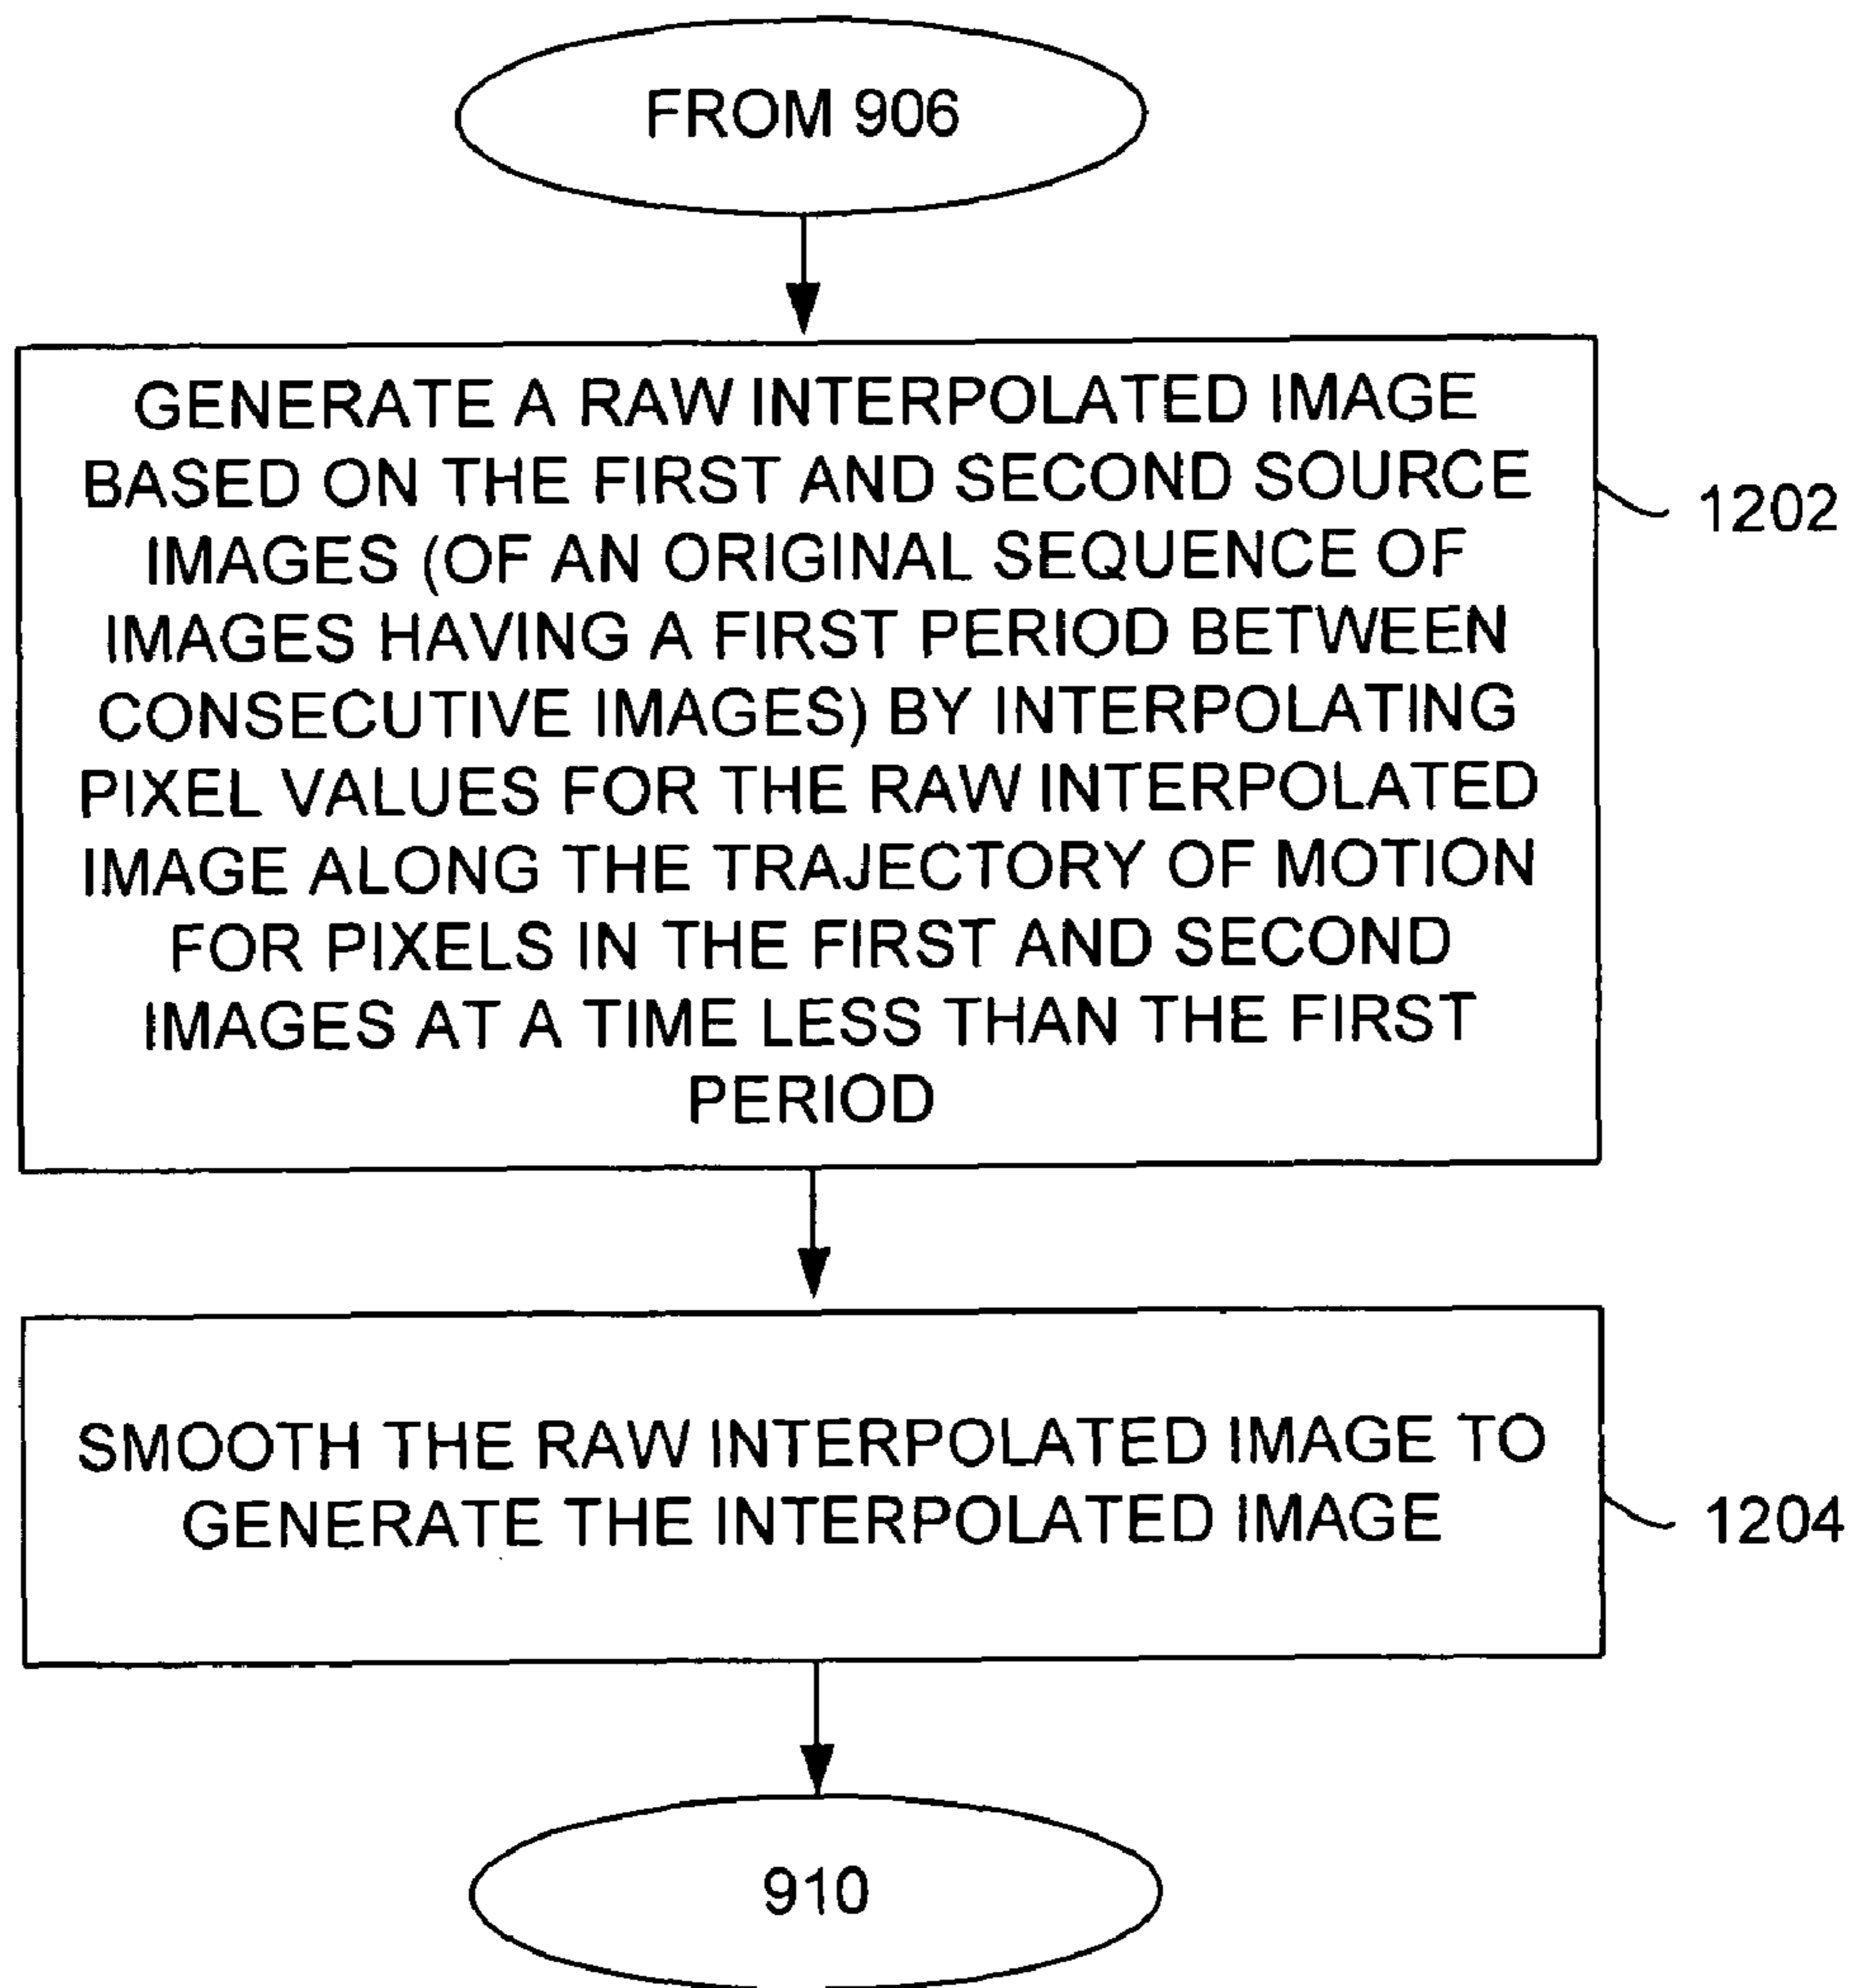 FROM 906
GENERATE A RAW INTERPOLATED IMAGE
BASED ON THE FIRST AND SECOND SOURCE
IMAGES (OF AN ORIGINAL SEQUENCE OF
IMAGES HAVING A FIRST PERIOD BETWEEN
CONSECUTIVE IMAGES) BY INTERPOLATING
PIXEL VALUES FOR THE RAW INTERPOLATED
IMAGE ALONG THE TRAJECTORY OF MOTION
FOR PIXELS IN THE FIRST AND SECOND
IMAGES AT A TIME LESS THAN THE FIRST
PERIOD
1202
SMOOTH THE RAW INTERPOLATED IMAGE TO
GENERATE THE INTERPOLATED IMAGE
1204
910